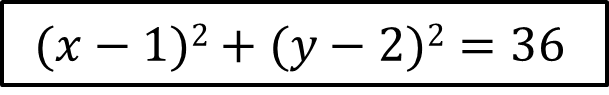 (x − 1)² + (y − 2)² = 36